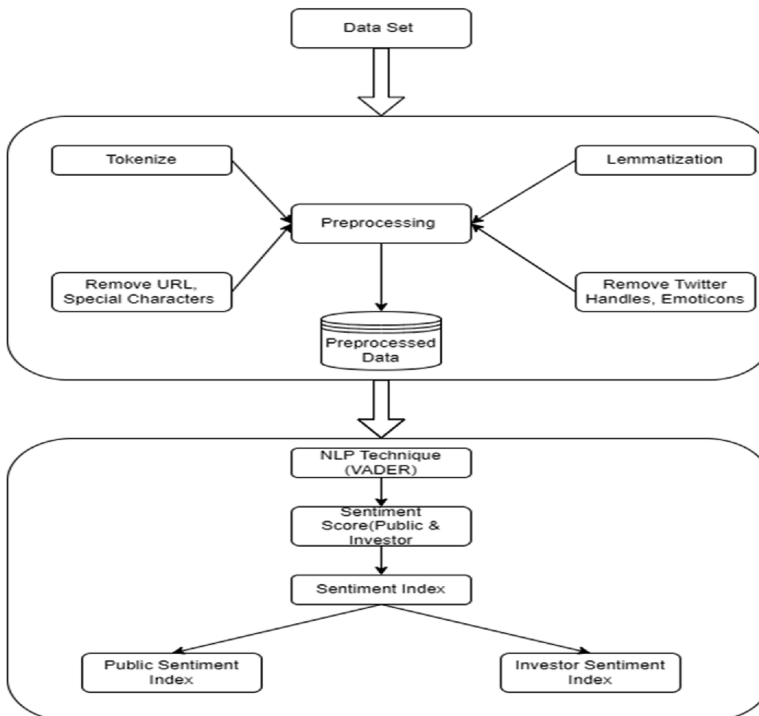 Data Set
Tokenize
Lemmatization
Preprocessing
Remove URL,
Special Characters
Remove Twitter
Handles, Emoticons
Preprocessed
Data
NLP Technique
(VADER)
Sentiment
Score(Public &
Investor
Sentiment Index
Public Sentiment
Index
Investor Sentiment
Index